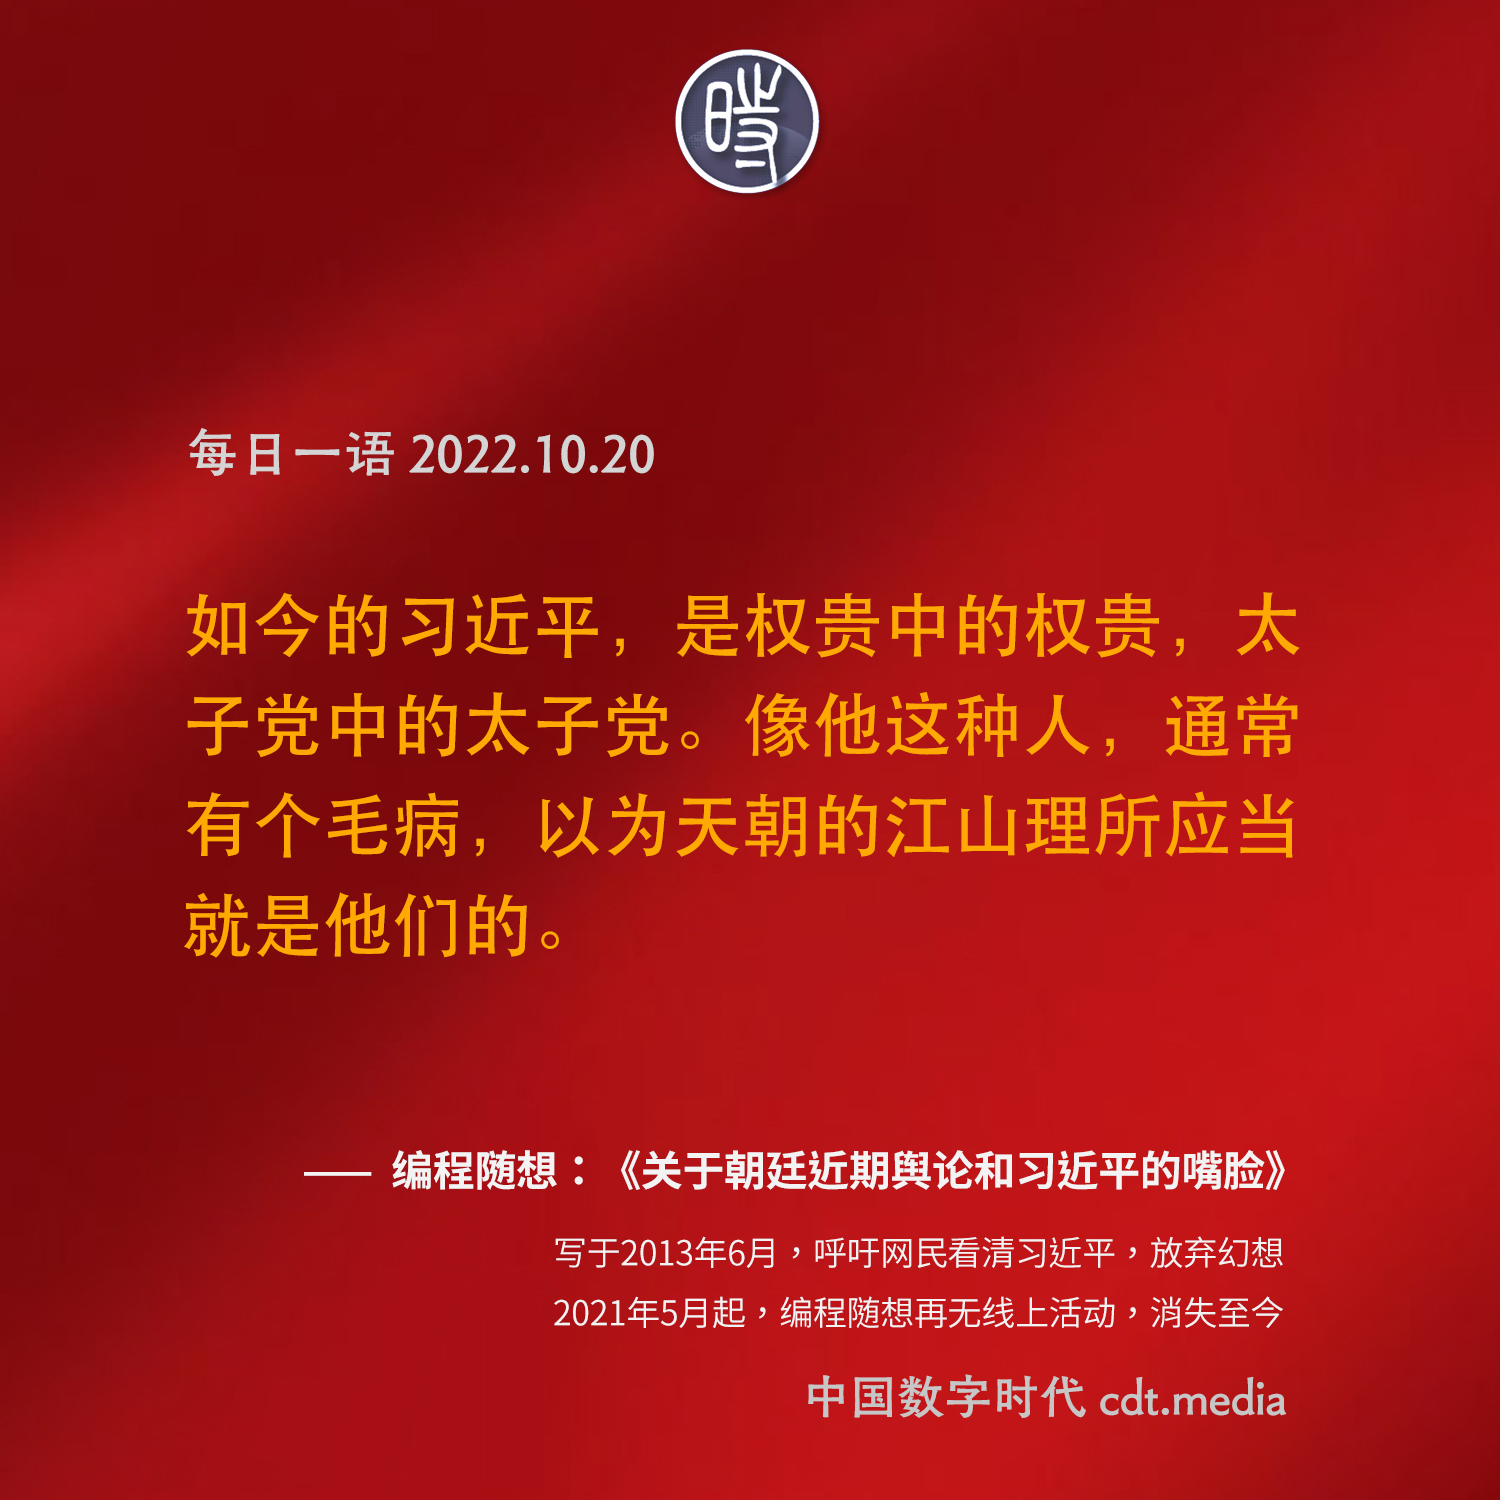 時
每日一语 2022.10.20
如今的习近平，是权贵中的权贵，太
子党中的太子党。像他这种人，通常
有个毛病，以为天朝的江山理所应当
就是他们的。
—— 编程随想：《关于朝廷近期舆论和习近平的嘴脸》
写于2013年6月，呼吁网民看清习近平，放弃幻想
2021年5月起，编程随想再无线上活动，消失至今
中国数字时代 cdt.media